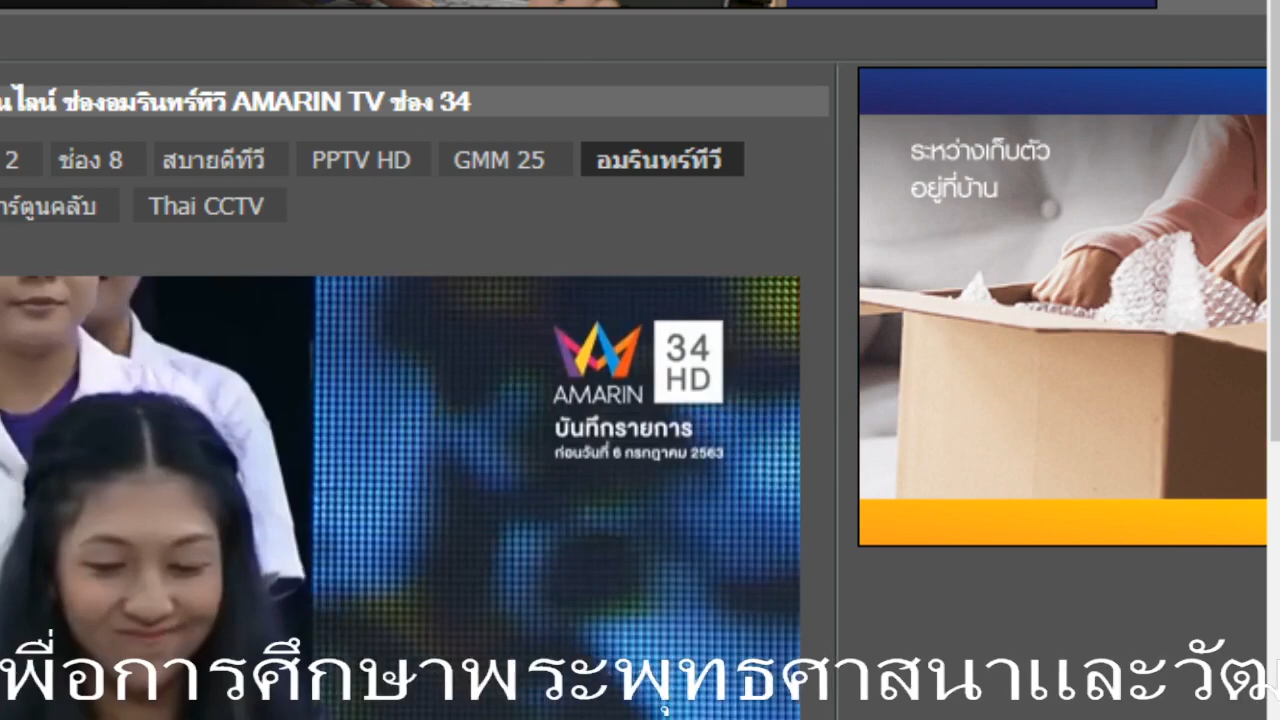 นไลน์ ช่องอมรินทร์ทีวี AMARIN TV ช่อง 34
2 ช่อง 8 สบายดีทีวี PPTV HD GMM 25 อมรินทร์ทีวี
าร์ตูนคลับ Thai CCTV
ระหว่างเก็บตัว
อยู่ที่บ้าน
34
HD
AMARIN
บันทึกรายการ
ก่อนวันที่ 6 กรกฎาคม 2563
พื่อการศึกษาพระพุทธศาสนาและวัฒ